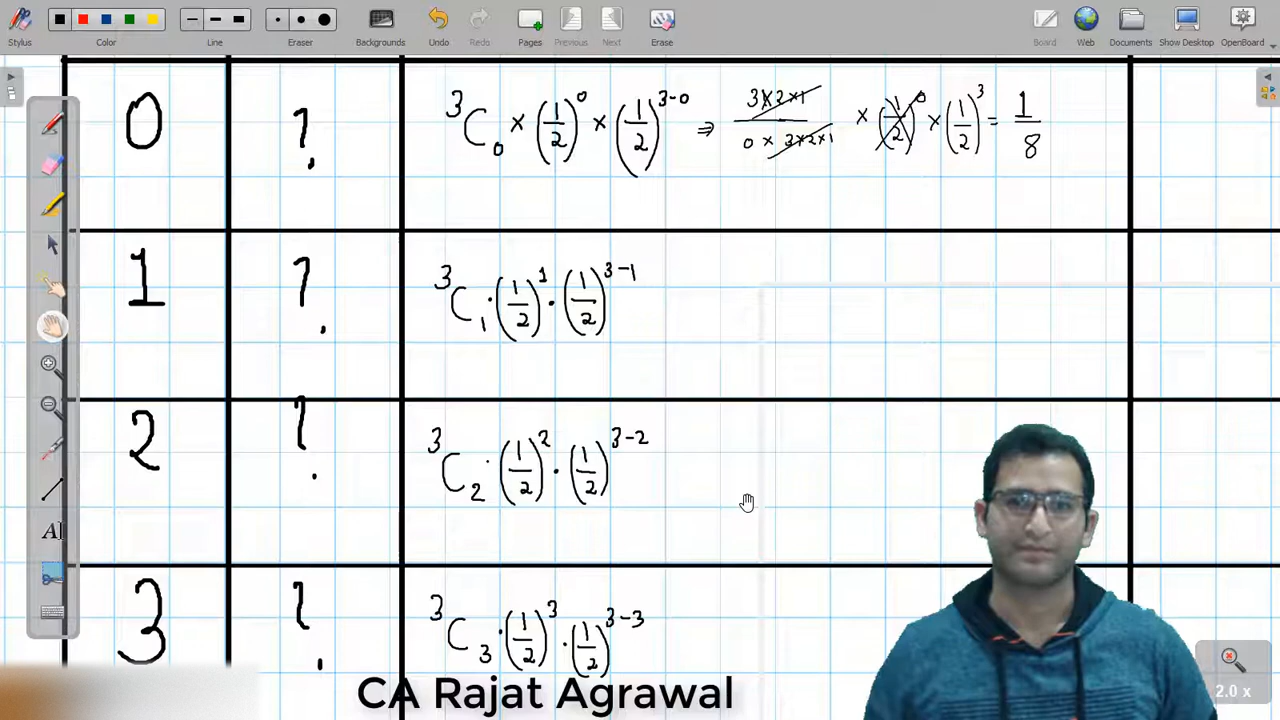 Stylus Color Line Eraser Backgrounds Undo Redo Pages Previous Next Erase Board Web Documents Show Desktop OpenBoard
0 ? ³C₀ × (1/2)⁰ × (1/2)³⁻⁰ ⇒ 3×2×1 / 0 × 3×2×1 × (1/2)⁰ × (1/2)³ = 1/8
1 ? ³C₁ · (1/2)¹ · (1/2)³⁻¹
2 ? ³C₂ · (1/2)² · (1/2)³⁻²
3 ? ³C₃ · (1/2)³ · (1/2)³⁻³
CA Rajat Agrawal
2.0 x